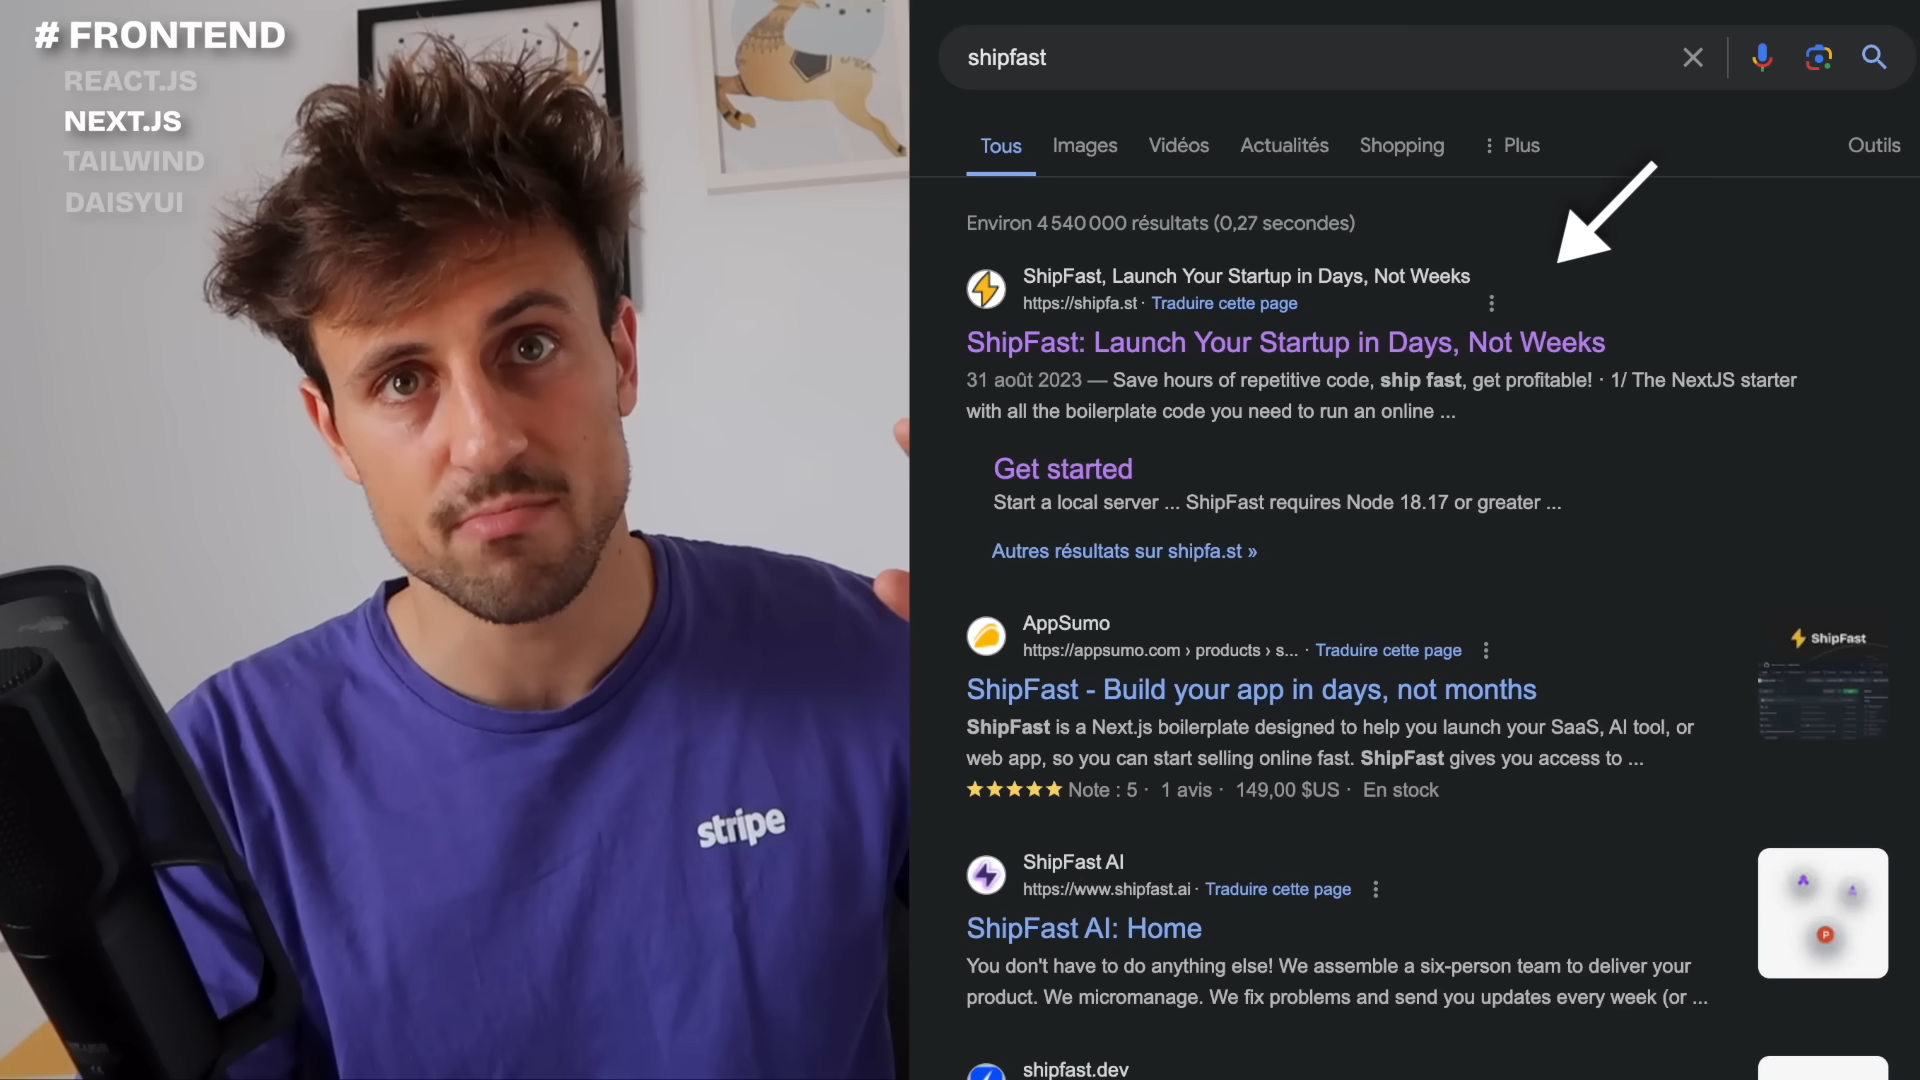 # FRONTEND
REACT.JS
NEXT.JS
TAILWIND
DAISYUI
stripe
shipfast
Tous
Images
Vidéos
Actualités
Shopping
Plus
Outils
Environ 4 540 000 résultats (0,27 secondes)
ShipFast, Launch Your Startup in Days, Not Weeks
https://shipfa.st · Traduire cette page
ShipFast: Launch Your Startup in Days, Not Weeks
31 août 2023 — Save hours of repetitive code, ship fast, get profitable! · 1/ The NextJS starter
with all the boilerplate code you need to run an online ...
Get started
Start a local server ... ShipFast requires Node 18.17 or greater ...
Autres résultats sur shipfa.st »
AppSumo
https://appsumo.com › products › s... · Traduire cette page
ShipFast - Build your app in days, not months
ShipFast is a Next.js boilerplate designed to help you launch your SaaS, AI tool, or
web app, so you can start selling online fast. ShipFast gives you access to ...
★★★★★ Note : 5 · 1 avis · 149,00 $US · En stock
ShipFast
ShipFast AI
https://www.shipfast.ai · Traduire cette page
ShipFast AI: Home
You don't have to do anything else! We assemble a six-person team to deliver your
product. We micromanage. We fix problems and send you updates every week (or ...
P
shipfast.dev